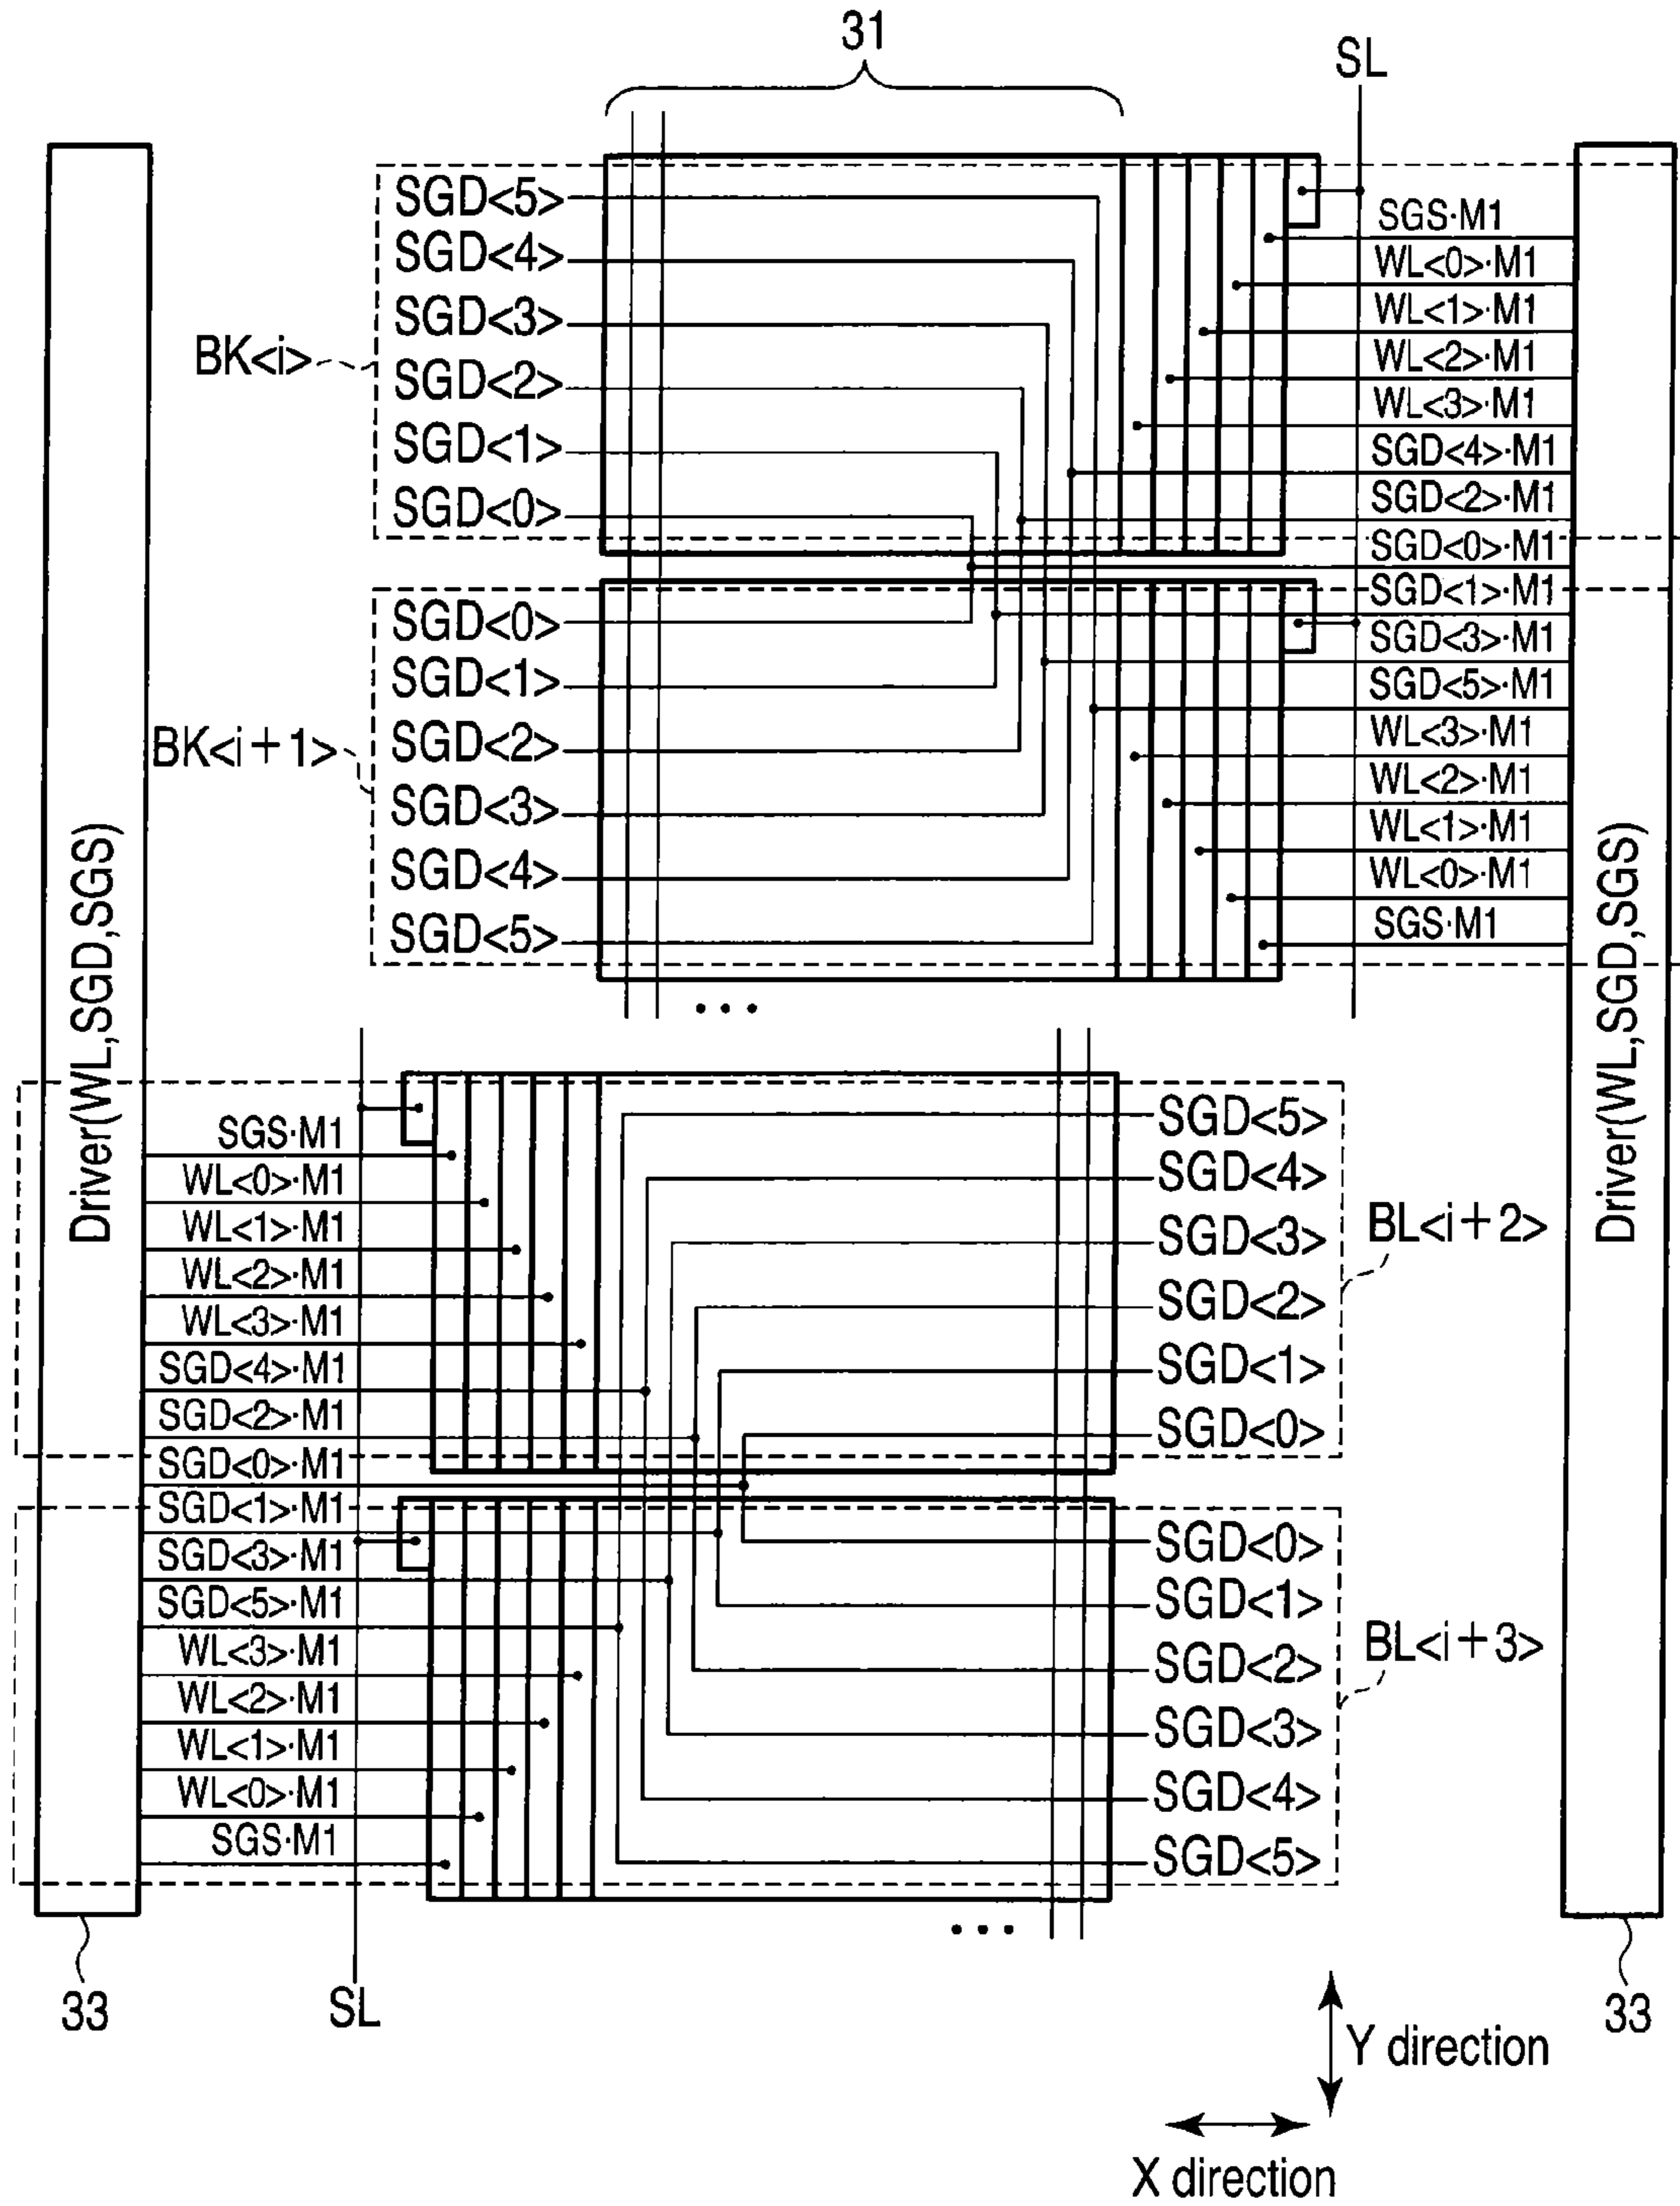 31
SL
SGD<5>
SGD<4>
SGD<3>
SGD<2>
SGD<1>
SGD<0>
BK<i>
SGS·M1
WL<0>·M1
WL<1>·M1
WL<2>·M1
WL<3>·M1
SGD<4>·M1
SGD<2>·M1
SGD<0>·M1
SGD<1>·M1
SGD<3>·M1
SGD<5>·M1
WL<3>·M1
WL<2>·M1
WL<1>·M1
WL<0>·M1
SGS·M1
SGD<0>
SGD<1>
SGD<2>
SGD<3>
SGD<4>
SGD<5>
BK<i+1>
Driver(WL,SGD,SGS)
Driver(WL,SGD,SGS)
...
SGS·M1
WL<0>·M1
WL<1>·M1
WL<2>·M1
WL<3>·M1
SGD<4>·M1
SGD<2>·M1
SGD<0>·M1
SGD<1>·M1
SGD<3>·M1
SGD<5>·M1
WL<3>·M1
WL<2>·M1
WL<1>·M1
WL<0>·M1
SGS·M1
SGD<5>
SGD<4>
SGD<3>
SGD<2>
SGD<1>
SGD<0>
BL<i+2>
SGD<0>
SGD<1>
SGD<2>
SGD<3>
SGD<4>
SGD<5>
BL<i+3>
...
33
SL
33
Y direction
X direction